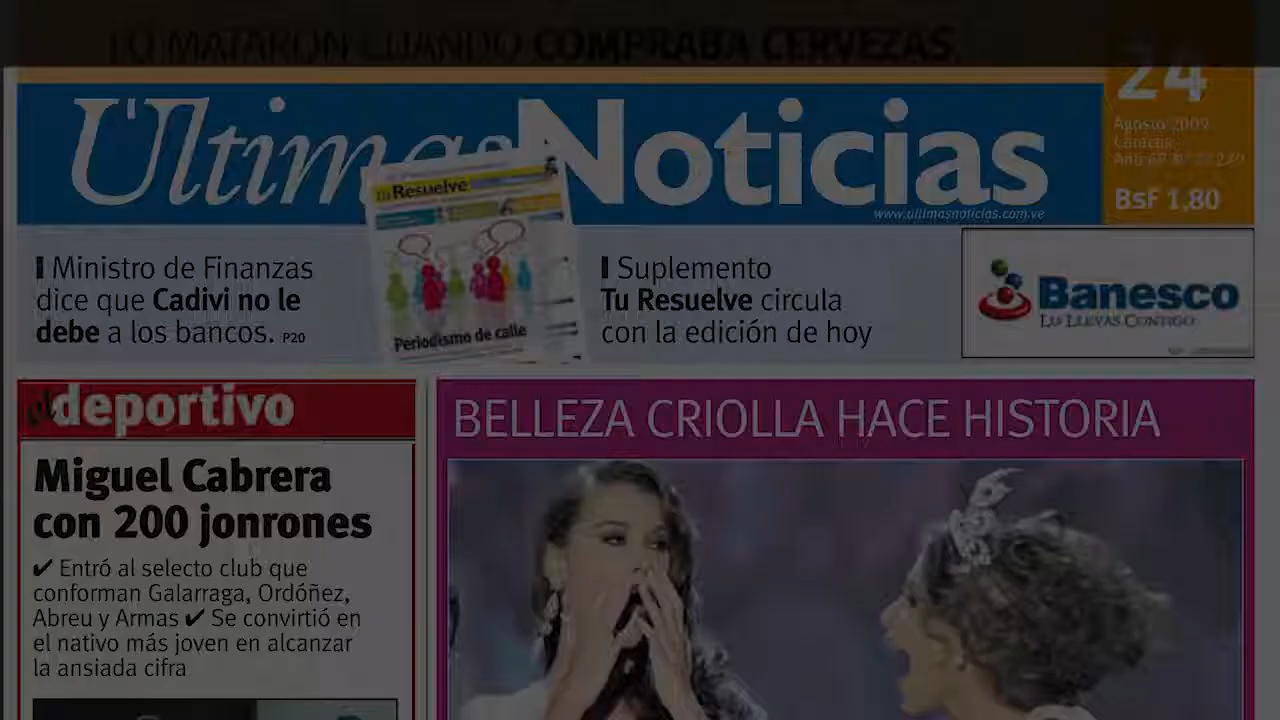 LO MATARON CUANDO COMPRABA CERVEZAS
Últimas Noticias
24
Agosto 2009
Caracas
BsF 1,80
www.ultimasnoticias.com.ve
Ministro de Finanzas
dice que Cadivi no le
debe a los bancos. P20
Tu Resuelve
Periodismo de calle
Suplemento
Tu Resuelve circula
con la edición de hoy
Banesco
el deportivo
Miguel Cabrera
con 200 jonrones
✔ Entró al selecto club que
conforman Galarraga, Ordóñez,
Abreu y Armas ✔ Se convirtió en
el nativo más joven en alcanzar
la ansiada cifra
BELLEZA CRIOLLA HACE HISTORIA